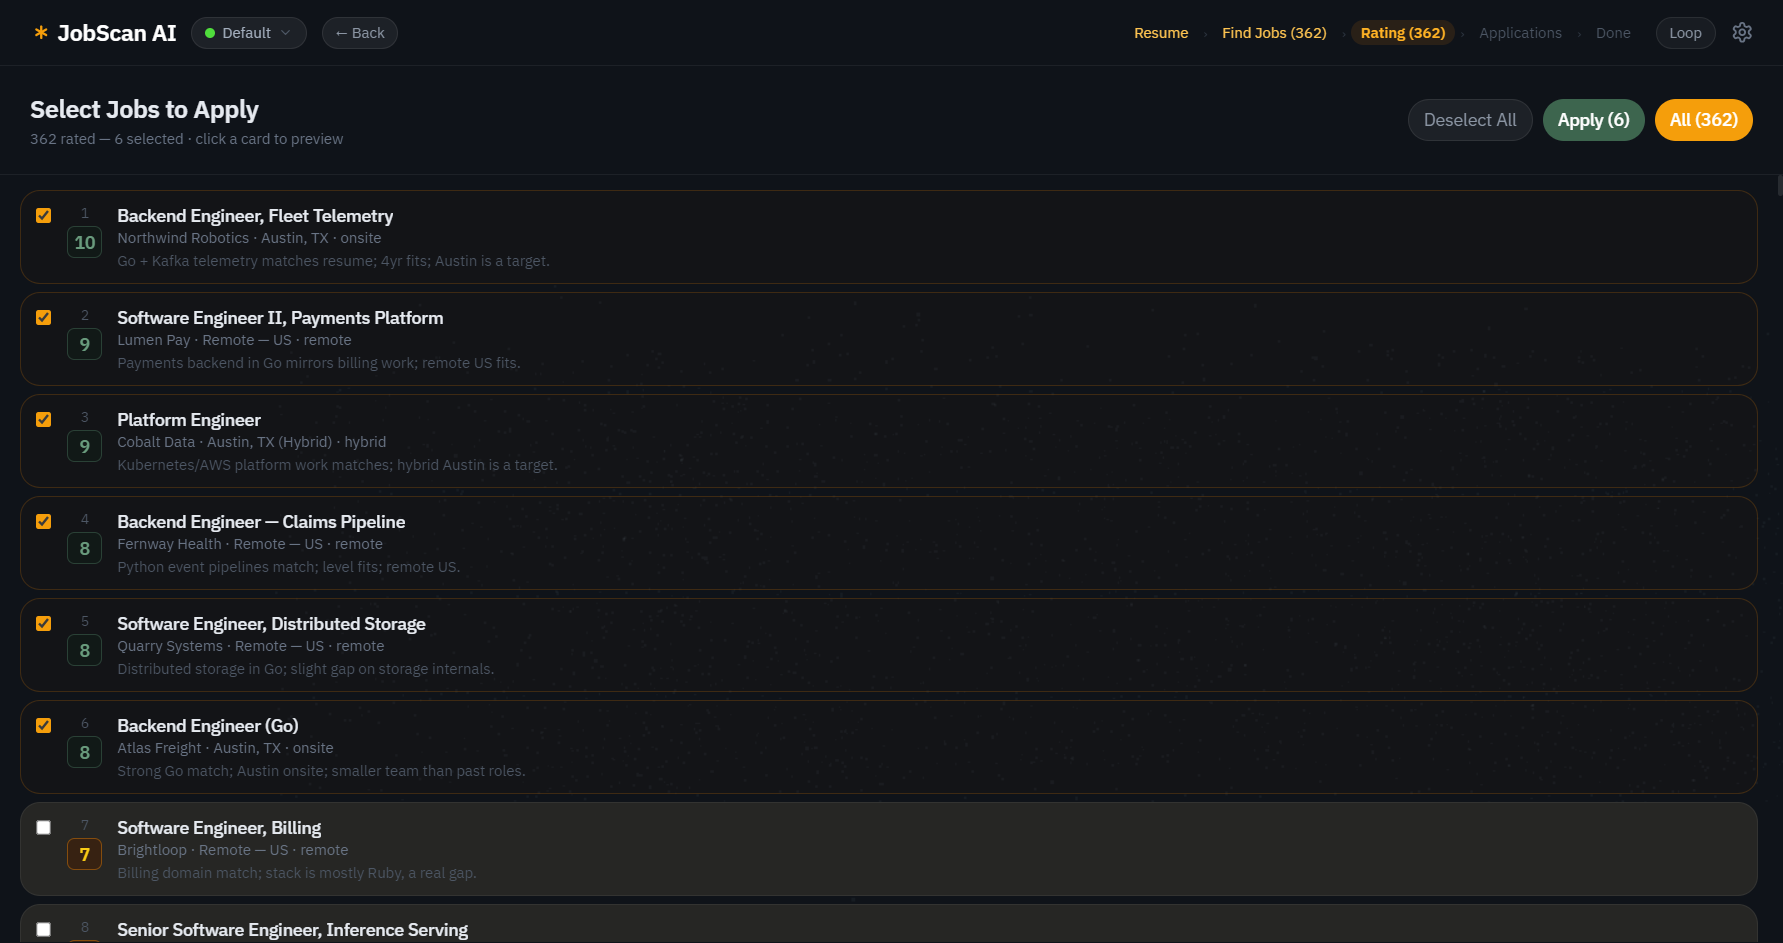 JobScan AI
Default
← Back
Resume › Find Jobs (362) › Rating (362) › Applications › Done
Loop
Select Jobs to Apply
362 rated — 6 selected · click a card to preview
Deselect All
Apply (6)
All (362)
1
10
Backend Engineer, Fleet Telemetry
Northwind Robotics · Austin, TX · onsite
Go + Kafka telemetry matches resume; 4yr fits; Austin is a target.
2
9
Software Engineer II, Payments Platform
Lumen Pay · Remote — US · remote
Payments backend in Go mirrors billing work; remote US fits.
3
9
Platform Engineer
Cobalt Data · Austin, TX (Hybrid) · hybrid
Kubernetes/AWS platform work matches; hybrid Austin is a target.
4
8
Backend Engineer — Claims Pipeline
Fernway Health · Remote — US · remote
Python event pipelines match; level fits; remote US.
5
8
Software Engineer, Distributed Storage
Quarry Systems · Remote — US · remote
Distributed storage in Go; slight gap on storage internals.
6
8
Backend Engineer (Go)
Atlas Freight · Austin, TX · onsite
Strong Go match; Austin onsite; smaller team than past roles.
7
7
Software Engineer, Billing
Brightloop · Remote — US · remote
Billing domain match; stack is mostly Ruby, a real gap.
8
Senior Software Engineer, Inference Serving